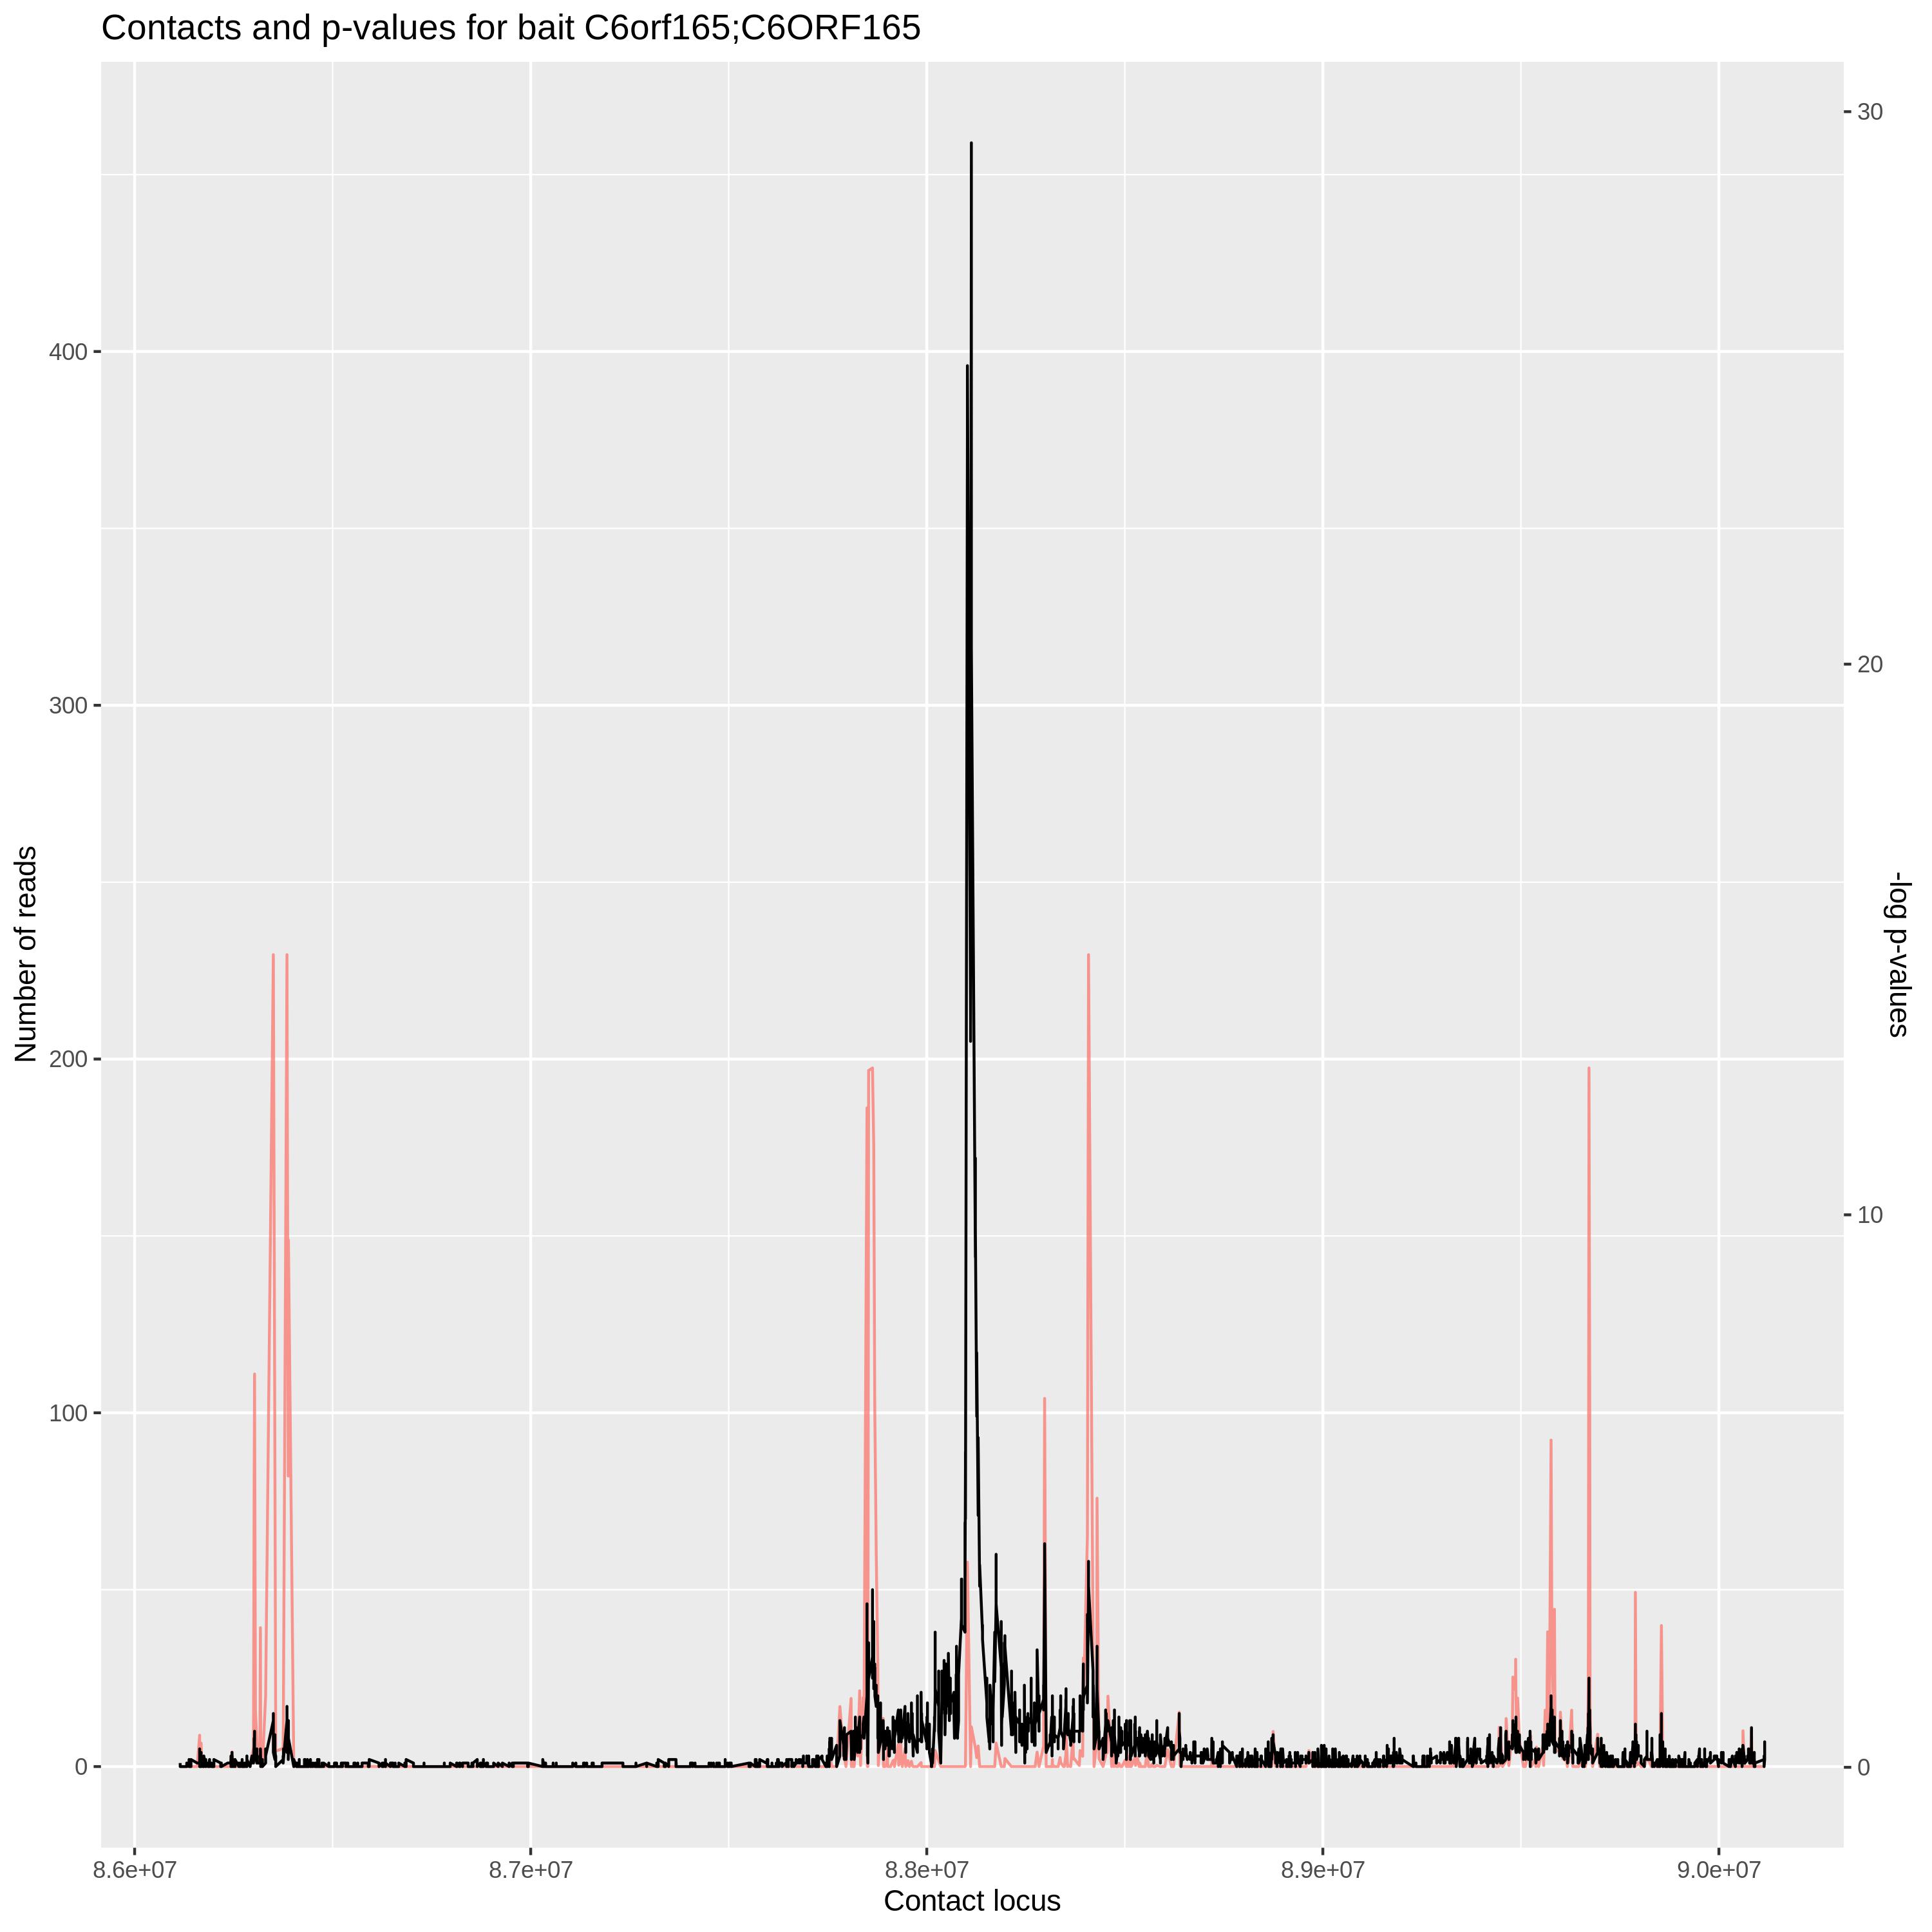 Contacts and p-values for bait C6orf165;C6ORF165
30
400
20
300
Number of reads
-log p-values
200
10
100
0
0
8.6e+07
8.7e+07
8.8e+07
8.9e+07
9.0e+07
Contact locus